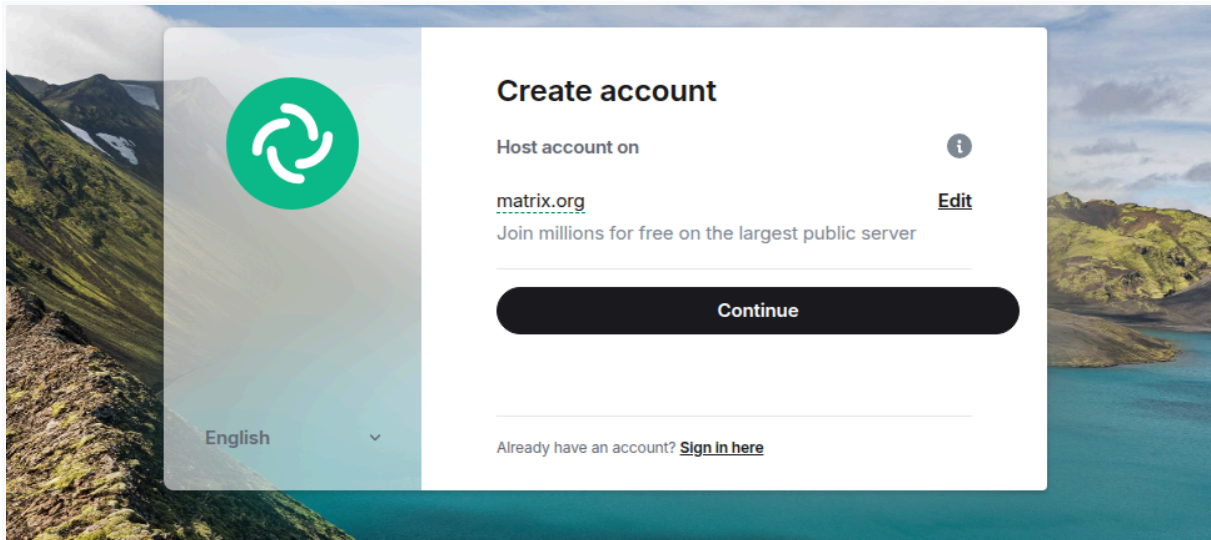 Create account
Host account on
matrix.org
Edit
Join millions for free on the largest public server
Continue
English
Already have an account? Sign in here